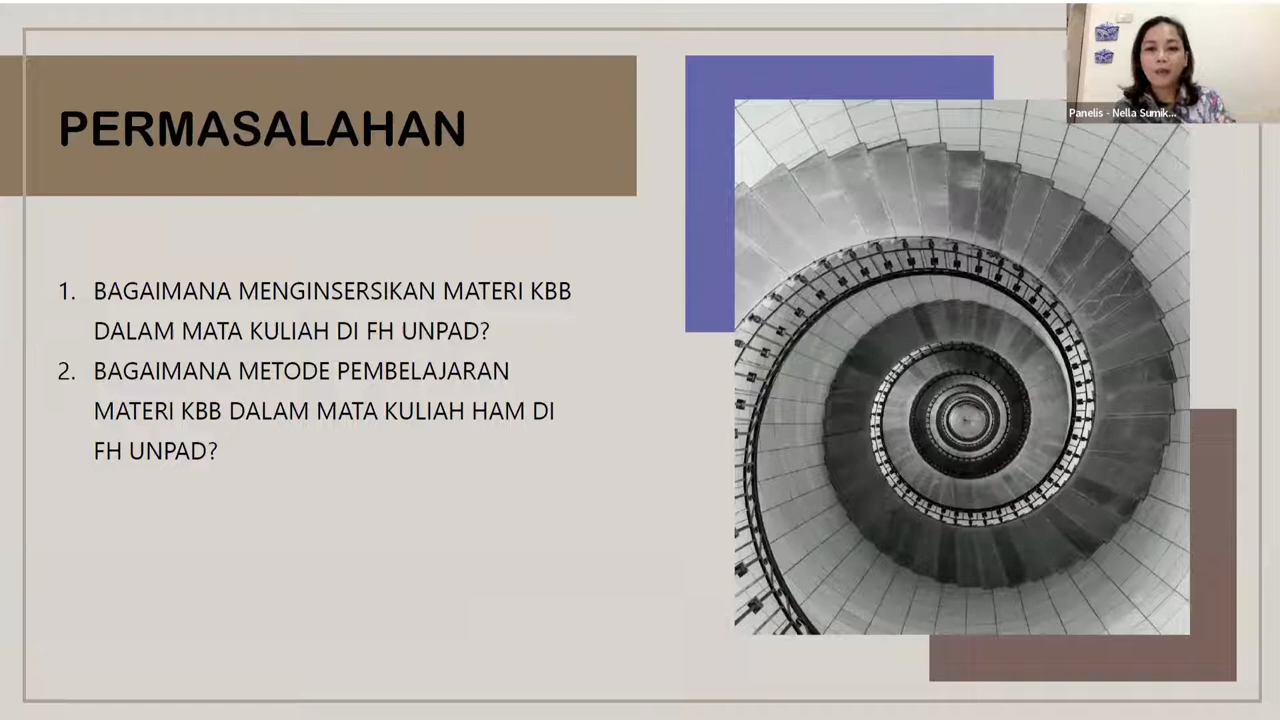 PERMASALAHAN
1. BAGAIMANA MENGINSERSIKAN MATERI KBB
DALAM MATA KULIAH DI FH UNPAD?
2. BAGAIMANA METODE PEMBELAJARAN
MATERI KBB DALAM MATA KULIAH HAM DI
FH UNPAD?
Panelis - Nella Sumik...